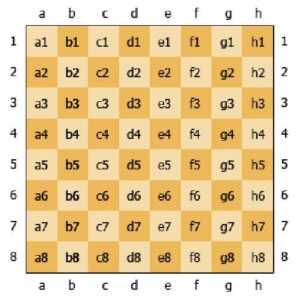 a b c d e f g h
1 a1 b1 c1 d1 e1 f1 g1 h1 1
2 a2 b2 c2 d2 e2 f2 g2 h2 2
3 a3 b3 c3 d3 e3 f3 g3 h3 3
4 a4 b4 c4 d4 e4 f4 g4 h4 4
5 a5 b5 c5 d5 e5 f5 g5 h5 5
6 a6 b6 c6 d6 e6 f6 g6 h6 6
7 a7 b7 c7 d7 e7 f7 g7 h7 7
8 a8 b8 c8 d8 e8 f8 g8 h8 8
a b c d e f g h